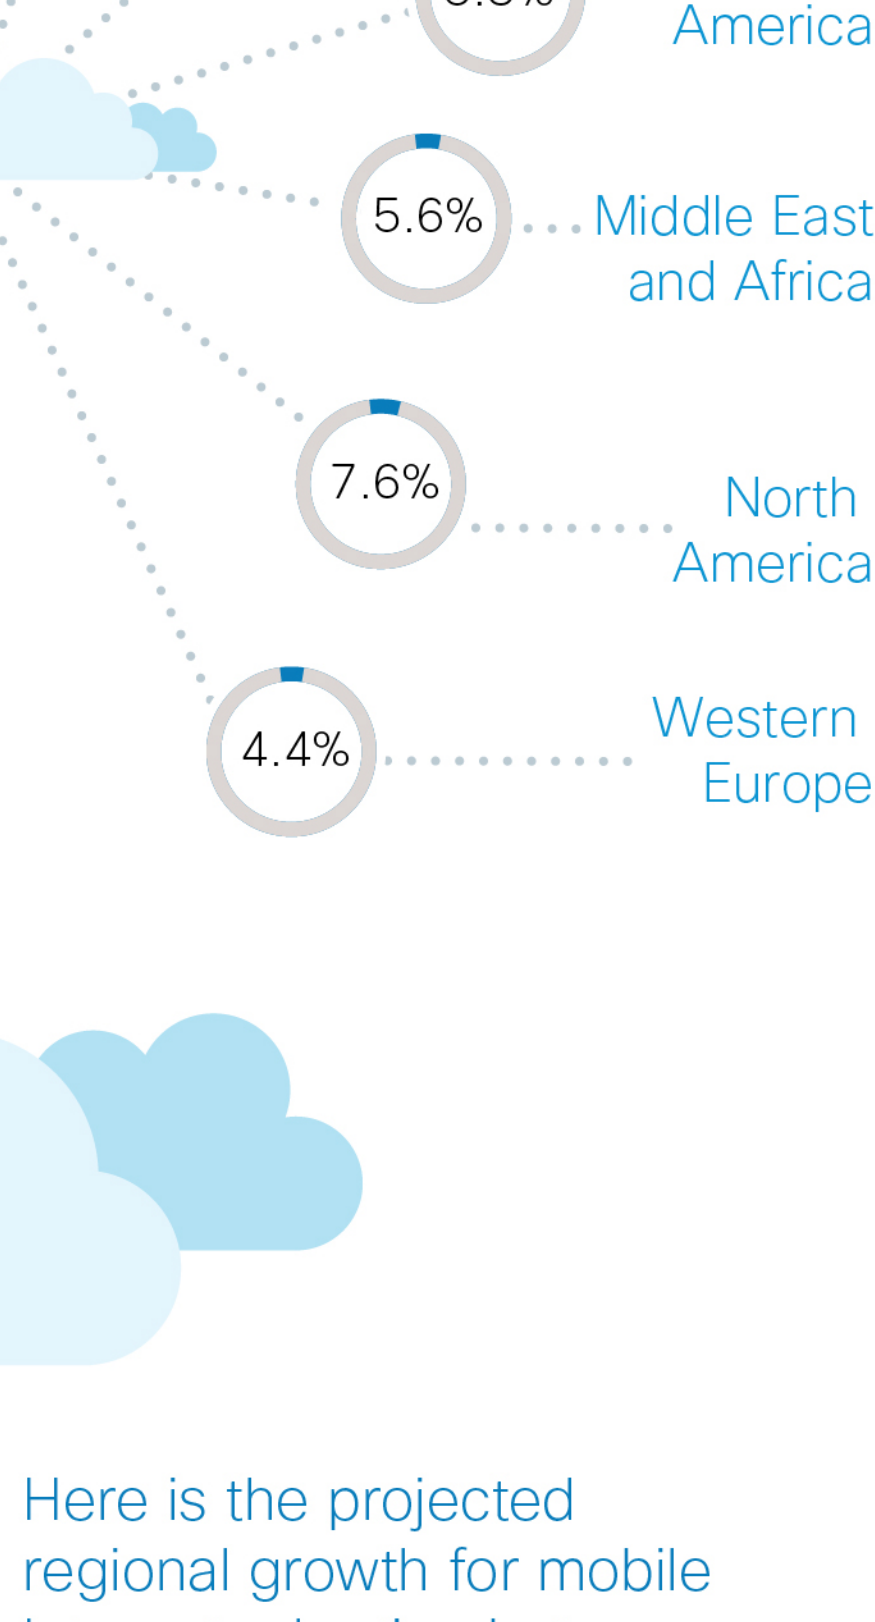 America
5.6%
Middle East
and Africa
7.6%
North
America
4.4%
Western
Europe
Here is the projected
regional growth for mobile